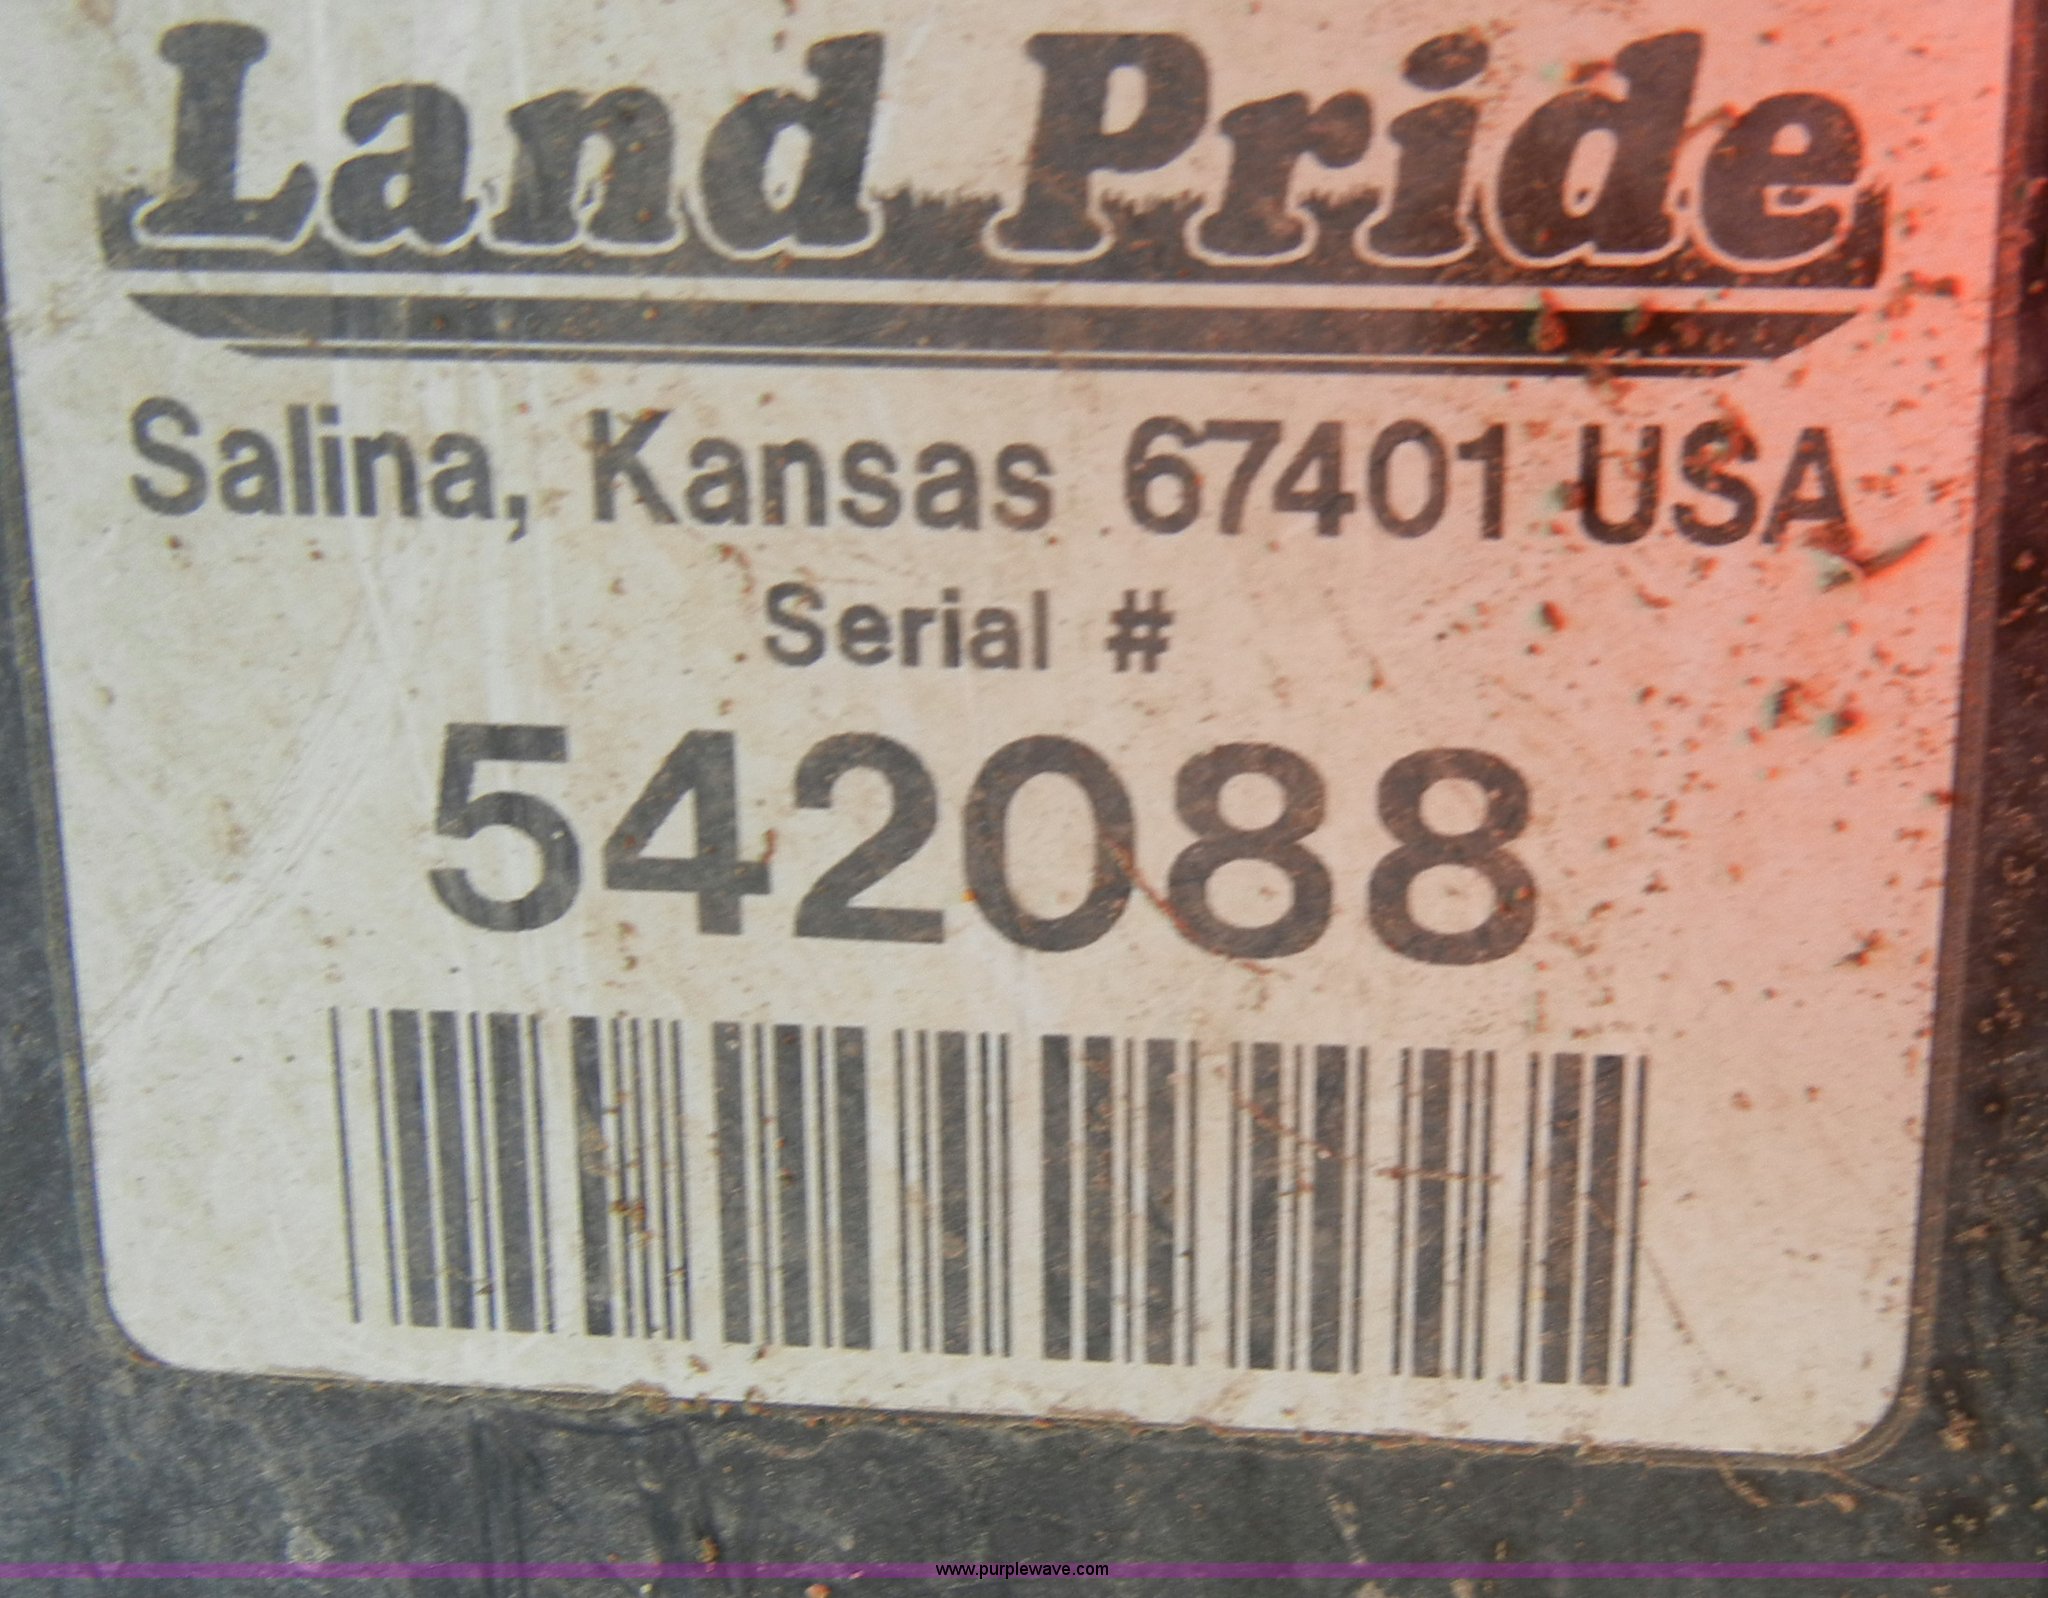 Land Pride
Salina, Kansas 67401 USA
Serial #
542088
www.purplewave.com